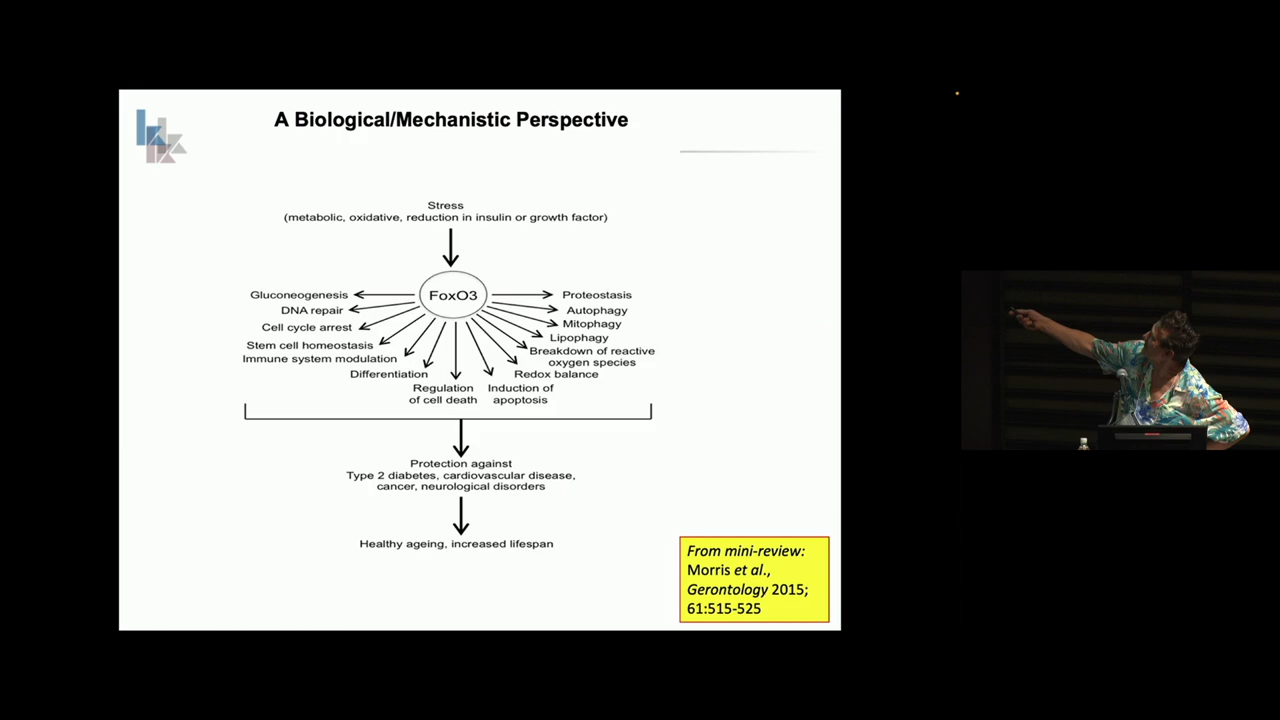 A Biological/Mechanistic Perspective
Stress
(metabolic, oxidative, reduction in insulin or growth factor)
FoxO3
Gluconeogenesis
DNA repair
Cell cycle arrest
Stem cell homeostasis
Immune system modulation
Differentiation
Regulation
of cell death
Induction of
apoptosis
Proteostasis
Autophagy
Mitophagy
Lipophagy
Breakdown of reactive
oxygen species
Redox balance
Protection against
Type 2 diabetes, cardiovascular disease,
cancer, neurological disorders
Healthy ageing, increased lifespan
From mini-review:
Morris et al.,
Gerontology 2015;
61:515-525